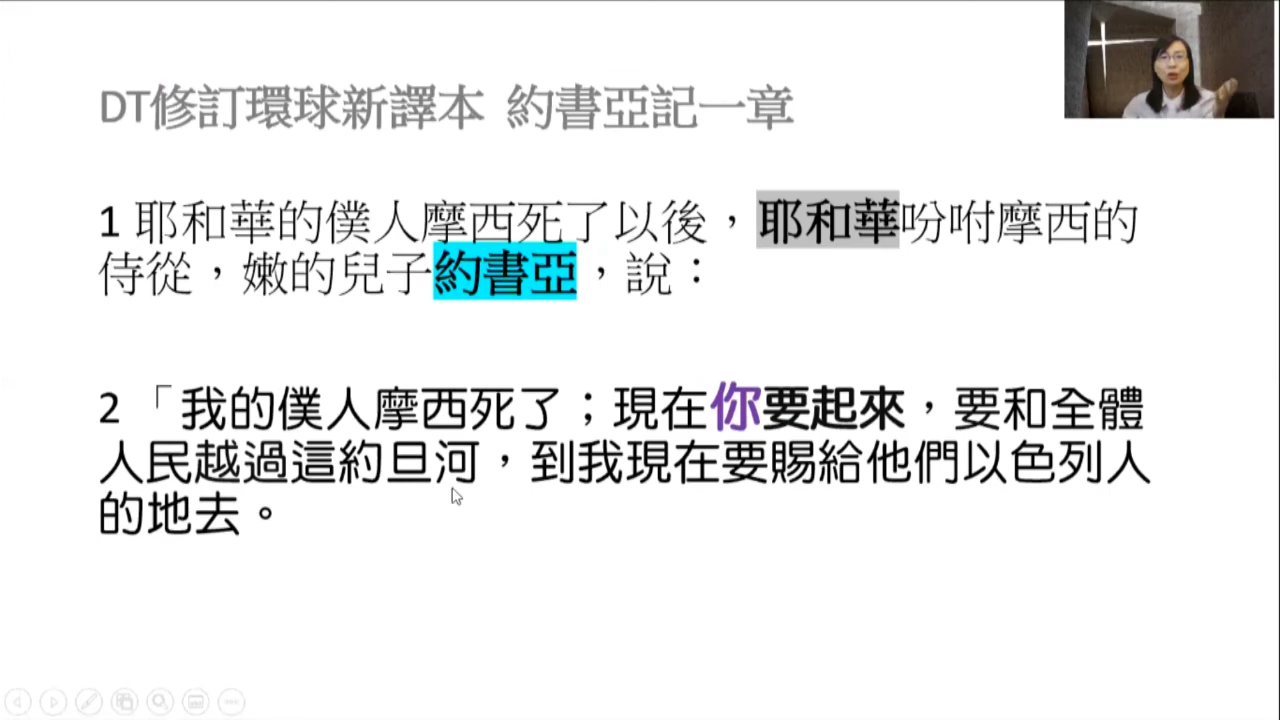 DT修訂環球新譯本 約書亞記一章
1 耶和華的僕人摩西死了以後，耶和華吩咐摩西的
侍從，嫩的兒子約書亞，說：
2 「我的僕人摩西死了；現在你要起來，要和全體
人民越過這約旦河，到我現在要賜給他們以色列人
的地去。